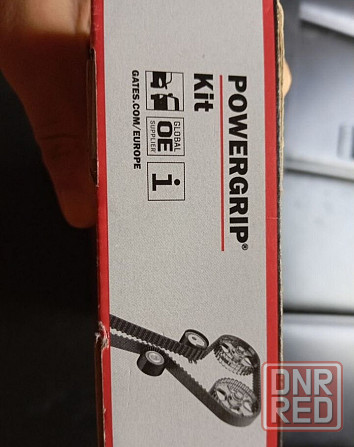 POWERGRIP®
Kit
GLOBAL
OE
SUPPLIER
i
GATES.COM/EUROPE
DNR
RED